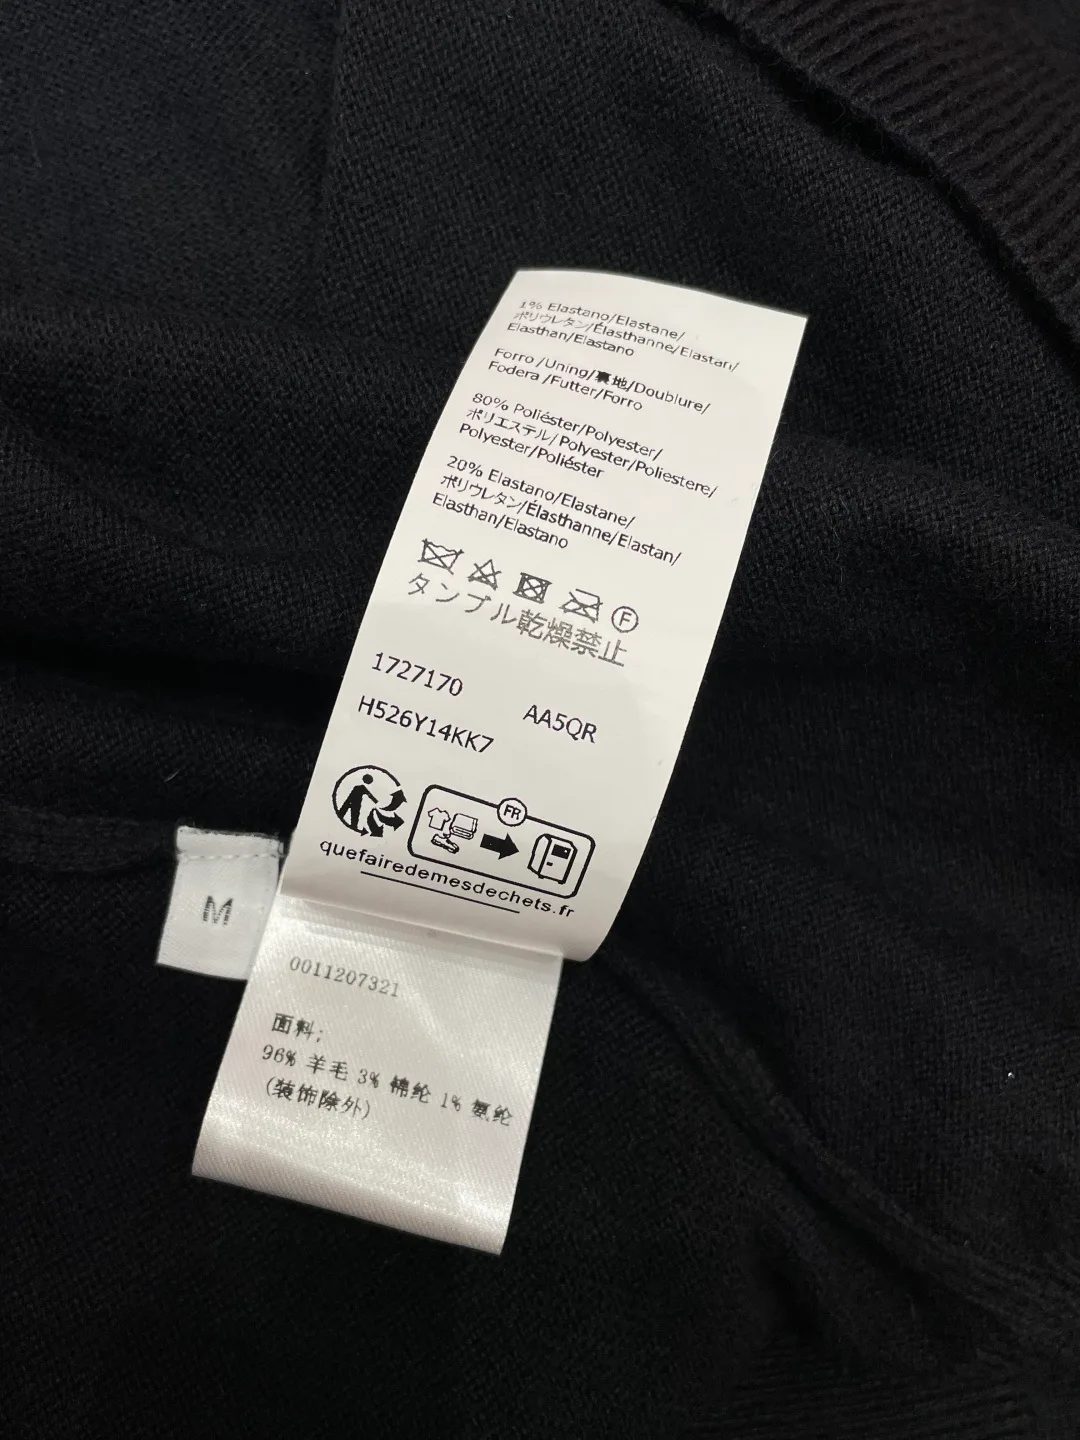 1% Elastano/Elastane/
ポリウレタン/Élasthanne/Elastan/
Elasthan/Elastano
Forro /Uning/裏地/Doublure/
Fodera /Futter/Forro
80% Poliéster/Polyester/
ポリエステル/Polyester/Poliestere/
Polyester/Poliéster
20% Elastano/Elastane/
ポリウレタン/Élasthanne/Elastan/
Elasthan/Elastano
F
タンブル乾燥禁止
1727170
H526Y14KK7
AA5QR
FR
quefairedemesdechets.fr
M
0011207321
面料;
96% 羊毛 3% 锦纶 1% 氨纶
(装饰除外)